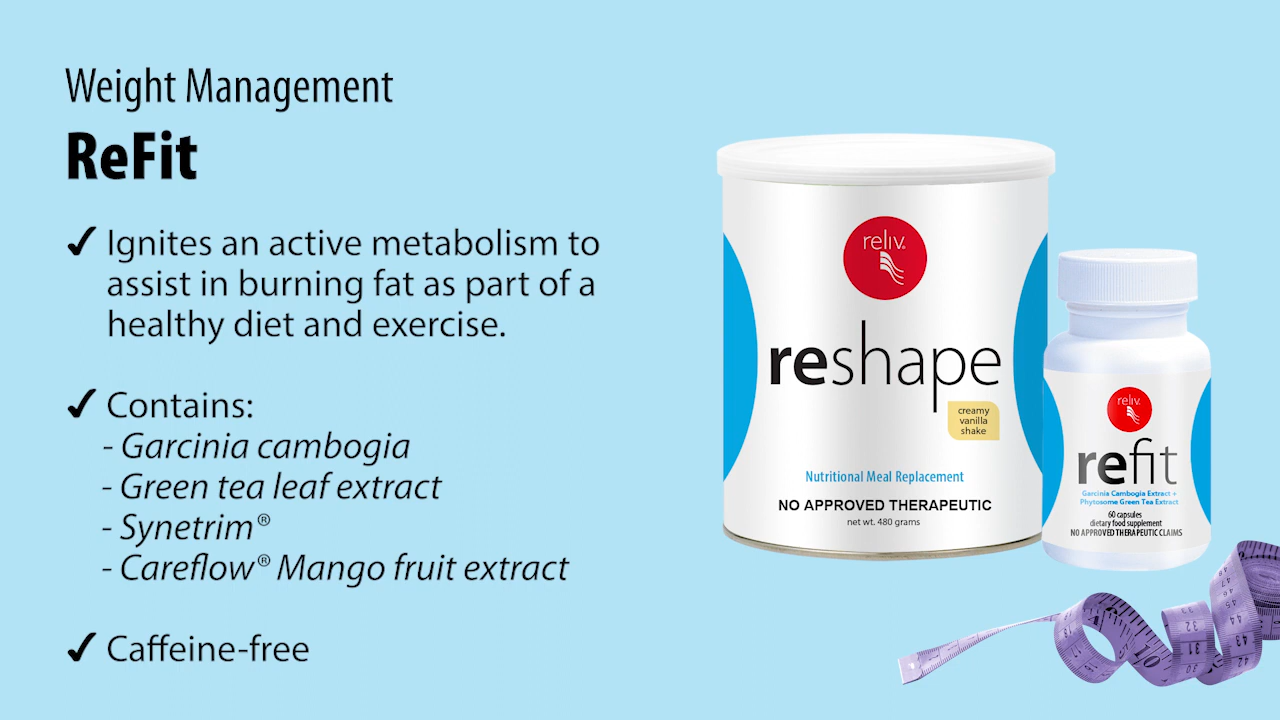 Weight Management
ReFit
✔ Ignites an active metabolism to
assist in burning fat as part of a
healthy diet and exercise.
✔ Contains:
- Garcinia cambogia
- Green tea leaf extract
- Synetrim®
- Careflow® Mango fruit extract
✔ Caffeine-free
reliv®
reshape
creamy
vanilla
shake
Nutritional Meal Replacement
NO APPROVED THERAPEUTIC
net wt. 480 grams
reliv
refit
Garcinia Cambogia Extract +
Phytosome Green Tea Extract
60 capsules
dietary food supplement
NO APPROVED THERAPEUTIC CLAIMS